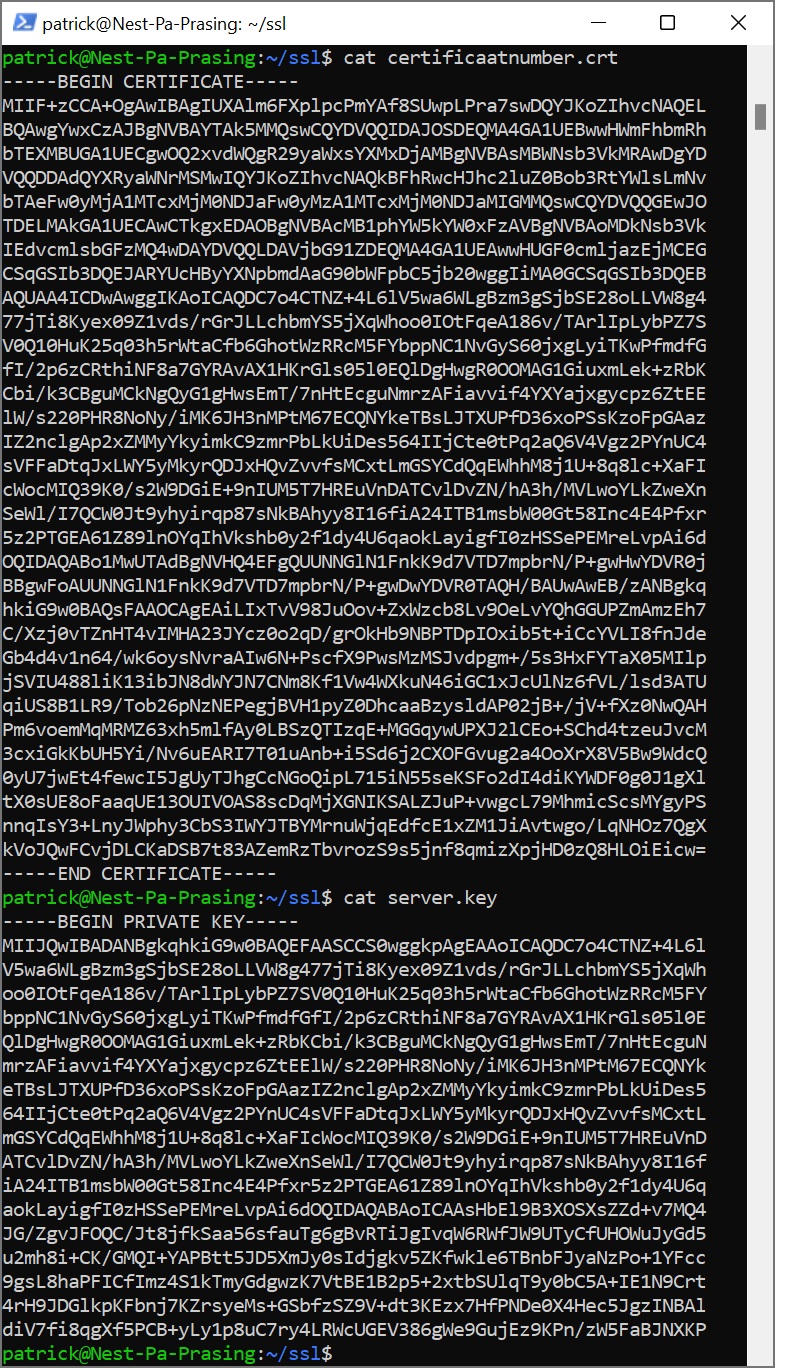 patrick@Nest-Pa-Prasing: ~/ssl
patrick@Nest-Pa-Prasing:~/ssl$ cat certificaatnumber.crt
-----BEGIN CERTIFICATE-----
MIIF+zCCA+OgAwIBAgIUXAlm6FXplpcPmYAf8SUwpLPra7swDQYJKoZIhvcNAQEL
BQAwgYwxCzAJBgNVBAYTAk5MMQswCQYDVQQIDAJOSDEQMA4GA1UEBwwHWmFhbmRh
bTEXMBUGA1UECgwOQ2xvdWQgR29yaWxsYXMxDjAMBgNVBAsMBWNsb3VkMRAwDgYD
VQQDDAdQYXRyaWNrMSMwIQYJKoZIhvcNAQkBFhRwcHJhc2luZ0Bob3RtYWlsLmNv
bTAeFw0yMjA1MTcxMjM0NDJaFw0yMzA1MTcxMjM0NDJaMIGMMQswCQYDVQQGEwJO
TDELMAkGA1UECAwCTkgxEDAOBgNVBAcMB1phYW5kYW0xFzAVBgNVBAoMDkNsb3Vk
IEdvcmlsbGFzMQ4wDAYDVQQLDAVjbG91ZDEQMA4GA1UEAwwHUGF0cmljazEjMCEG
CSqGSIb3DQEJARYUcHByYXNpbmdAaG90bWFpbC5jb20wggIiMA0GCSqGSIb3DQEB
AQUAA4ICDwAwggIKAoICAQDC7o4CTNZ+4L6lV5wa6WLgBzm3gSjbSE28oLLVW8g4
77jTi8Kyex09Z1vds/rGrJLLchbmYS5jXqWhoo0IOtFqeA186v/TArlIpLybPZ7S
V0Q10HuK25q03h5rWtaCfb6GhotWzRRcM5FYbppNC1NvGyS60jxgLyiTKwPfmdfG
fI/2p6zCRthiNF8a7GYRAvAX1HKrGls05l0EQlDgHwgR0OOMAG1GiuxmLek+zRbK
Cbi/k3CBguMCkNgQyG1gHwsEmT/7nHtEcguNmrzAFiavvif4YXYajxgycpz6ZtEE
lW/s220PHR8NoNy/iMK6JH3nMPtM67ECQNYkeTBsLJTXUPfD36xoPSsKzoFpGAaz
IZ2nclgAp2xZMMyYkyimkC9zmrPbLkUiDes564IIjCte0tPq2aQ6V4Vgz2PYnUC4
sVFFaDtqJxLWY5yMkyrQDJxHQvZvvfsMCxtLmGSYCdQqEWhhM8j1U+8q8lc+XaFI
cWocMIQ39K0/s2W9DGiE+9nIUM5T7HREuVnDATCvlDvZN/hA3h/MVLwoYLkZweXn
SeWl/I7QCW0Jt9yhyirqp87sNkBAhyy8I16fiA24ITB1msbW00Gt58Inc4E4Pfxr
5z2PTGEA61Z89lnOYqIhVkshb0y2f1dy4U6qaokLayigfI0zHSSePEMreLvpAi6d
OQIDAQABo1MwUTAdBgNVHQ4EFgQUUNNGlN1FnkK9d7VTD7mpbrN/P+gwHwYDVR0j
BBgwFoAUUNNGlN1FnkK9d7VTD7mpbrN/P+gwDwYDVR0TAQH/BAUwAwEB/zANBgkq
hkiG9w0BAQsFAAOCAgEAiLIxTvV98JuOov+ZxWzcb8Lv9OeLvYQhGGUPZmAmzEh7
C/Xzj0vTZnHT4vIMHA23JYcz0o2qD/grOkHb9NBPTDpIOxib5t+iCcYVLI8fnJde
Gb4d4v1n64/wk6oysNvraAIw6N+PscfX9PwsMzMSJvdpgm+/5s3HxFYTaX05MIlp
jSVIU488liK13ibJN8dWYJN7CNm8Kf1Vw4WXkuN46iGC1xJcUlNz6fVL/lsd3ATU
qiUS8B1LR9/Tob26pNzNEPegjBVH1pyZ0DhcaaBzysldAP02jB+/jV+fXz0NwQAH
Pm6voemMqMRMZ63xh5mlfAy0LBSzQTIzqE+MGGqywUPXJ2lCEo+SChd4tzeuJvcM
3cxiGkKbUH5Yi/Nv6uEARI7T01uAnb+i5Sd6j2CXOFGvug2a4OoXrX8V5Bw9WdcQ
0yU7jwEt4fewcI5JgUyTJhgCcNGoQipL715iN55seKSFo2dI4diKYWDF0g0J1gXl
tX0sUE8oFaaqUE13OUIVOAS8scDqMjXGNIKSALZJuP+vwgcL79MhmicScsMYgyPS
nnqIsY3+LnyJWphy3CbS3IWYJTBYMrnuWjqEdfcE1xZM1JiAvtwgo/LqNHOz7QgX
kVoJQwFCvjDLCKaDSB7t83AZemRzTbvrozS9s5jnf8qmizXpjHD0zQ8HLOiEicw=
-----END CERTIFICATE-----
patrick@Nest-Pa-Prasing:~/ssl$ cat server.key
-----BEGIN PRIVATE KEY-----
MIIJQwIBADANBgkqhkiG9w0BAQEFAASCCS0wggkpAgEAAoICAQDC7o4CTNZ+4L6l
V5wa6WLgBzm3gSjbSE28oLLVW8g477jTi8Kyex09Z1vds/rGrJLLchbmYS5jXqWh
oo0IOtFqeA186v/TArlIpLybPZ7SV0Q10HuK25q03h5rWtaCfb6GhotWzRRcM5FY
bppNC1NvGyS60jxgLyiTKwPfmdfGfI/2p6zCRthiNF8a7GYRAvAX1HKrGls05l0E
QlDgHwgR0OOMAG1GiuxmLek+zRbKCbi/k3CBguMCkNgQyG1gHwsEmT/7nHtEcguN
mrzAFiavvif4YXYajxgycpz6ZtEElW/s220PHR8NoNy/iMK6JH3nMPtM67ECQNYk
eTBsLJTXUPfD36xoPSsKzoFpGAazIZ2nclgAp2xZMMyYkyimkC9zmrPbLkUiDes5
64IIjCte0tPq2aQ6V4Vgz2PYnUC4sVFFaDtqJxLWY5yMkyrQDJxHQvZvvfsMCxtL
mGSYCdQqEWhhM8j1U+8q8lc+XaFIcWocMIQ39K0/s2W9DGiE+9nIUM5T7HREuVnD
ATCvlDvZN/hA3h/MVLwoYLkZweXnSeWl/I7QCW0Jt9yhyirqp87sNkBAhyy8I16f
iA24ITB1msbW00Gt58Inc4E4Pfxr5z2PTGEA61Z89lnOYqIhVkshb0y2f1dy4U6q
aokLayigfI0zHSSePEMreLvpAi6dOQIDAQABAoICAAsHbEl9B3XOSXsZZd+v7MQ4
JG/ZgvJFOQC/Jt8jfkSaa56sfauTg6gBvRTiJgIvqW6RWfJW9UTyCfUHOWuJyGd5
u2mh8i+CK/GMQI+YAPBtt5JD5XmJy0sIdjgkv5ZKfwkle6TBnbFJyaNzPo+1YFcc
9gsL8haPFICfImz4S1kTmyGdgwzK7VtBE1B2p5+2xtbSUlqT9y0bC5A+IE1N9Crt
4rH9JDGlkpKFbnj7KZrsyeMs+GSbfzSZ9V+dt3KEzx7HfPNDe0X4Hec5JgzINBAl
diV7fi8qgXf5PCB+yLy1p8uC7ry4LRWcUGEV386gWe9GujEz9KPn/zW5FaBJNXKP
patrick@Nest-Pa-Prasing:~/ssl$